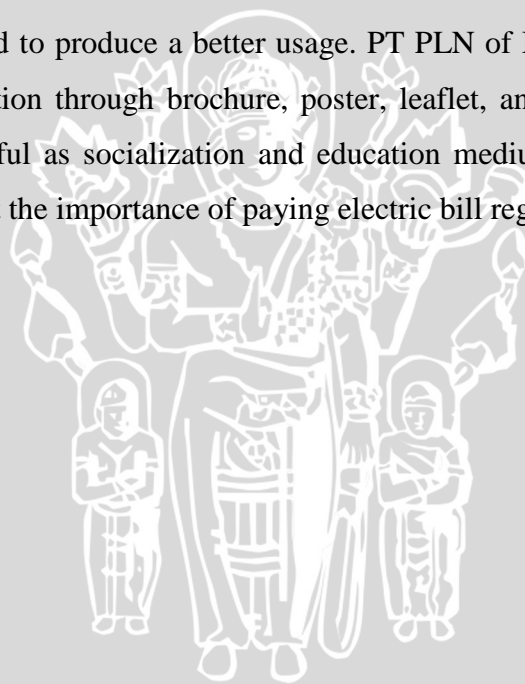 d to produce a better usage. PT PLN of
tion through brochure, poster, leaflet, an
ful as socialization and education mediu
the importance of paying electric bill reg